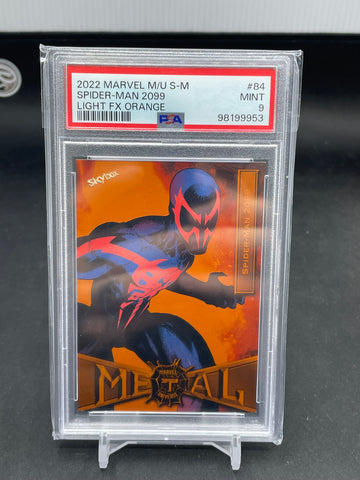 2022 MARVEL M/U S-M #84
SPIDER-MAN 2099 MINT
LIGHT FX ORANGE 9
PSA 98199953
SKYBOX
SPIDER-MAN 2099
MARVEL
METAL